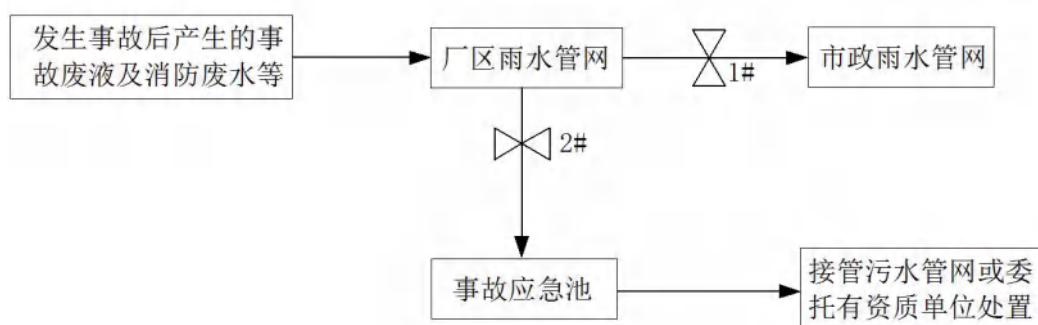 发生事故后产生的事
故废液及消防废水等
厂区雨水管网
1#
市政雨水管网
2#
事故应急池
接管污水管网或委
托有资质单位处置